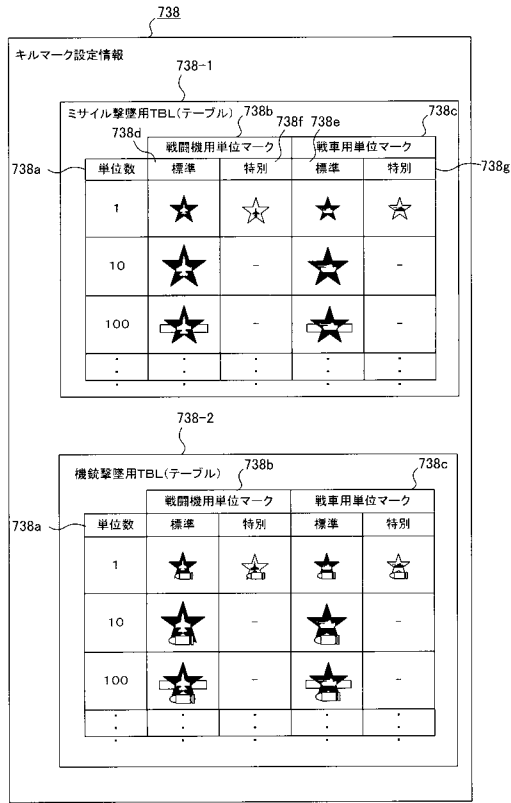 738
キルマーク設定情報
738-1
ミサイル撃墜用TBL(テーブル)
738b
738c
738d
738f
738e
戦闘機用単位マーク 戦車用単位マーク
738a
738g
単位数 標準 特別 標準 特別
1
10 - -
100 - -
738-2
機銃撃墜用TBL(テーブル)
738b
738c
戦闘機用単位マーク 戦車用単位マーク
738a
単位数 標準 特別 標準 特別
1
10 - -
100 - -